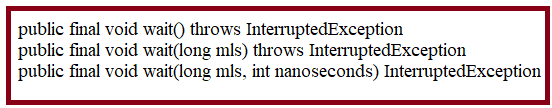 public final void wait() throws InterruptedException
public final void wait(long mls) throws InterruptedException
public final void wait(long mls, int nanoseconds) InterruptedException